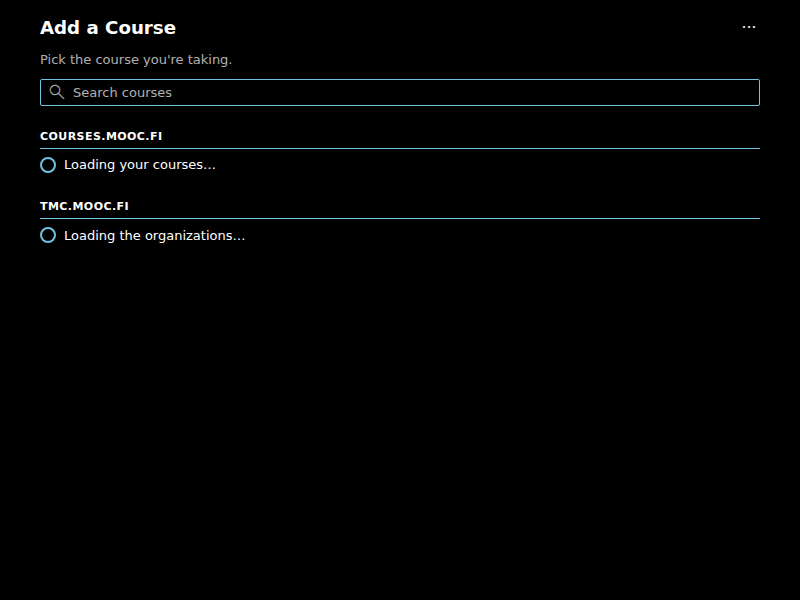 Add a Course
Pick the course you're taking.
Search courses
COURSES.MOOC.FI
Loading your courses...
TMC.MOOC.FI
Loading the organizations...